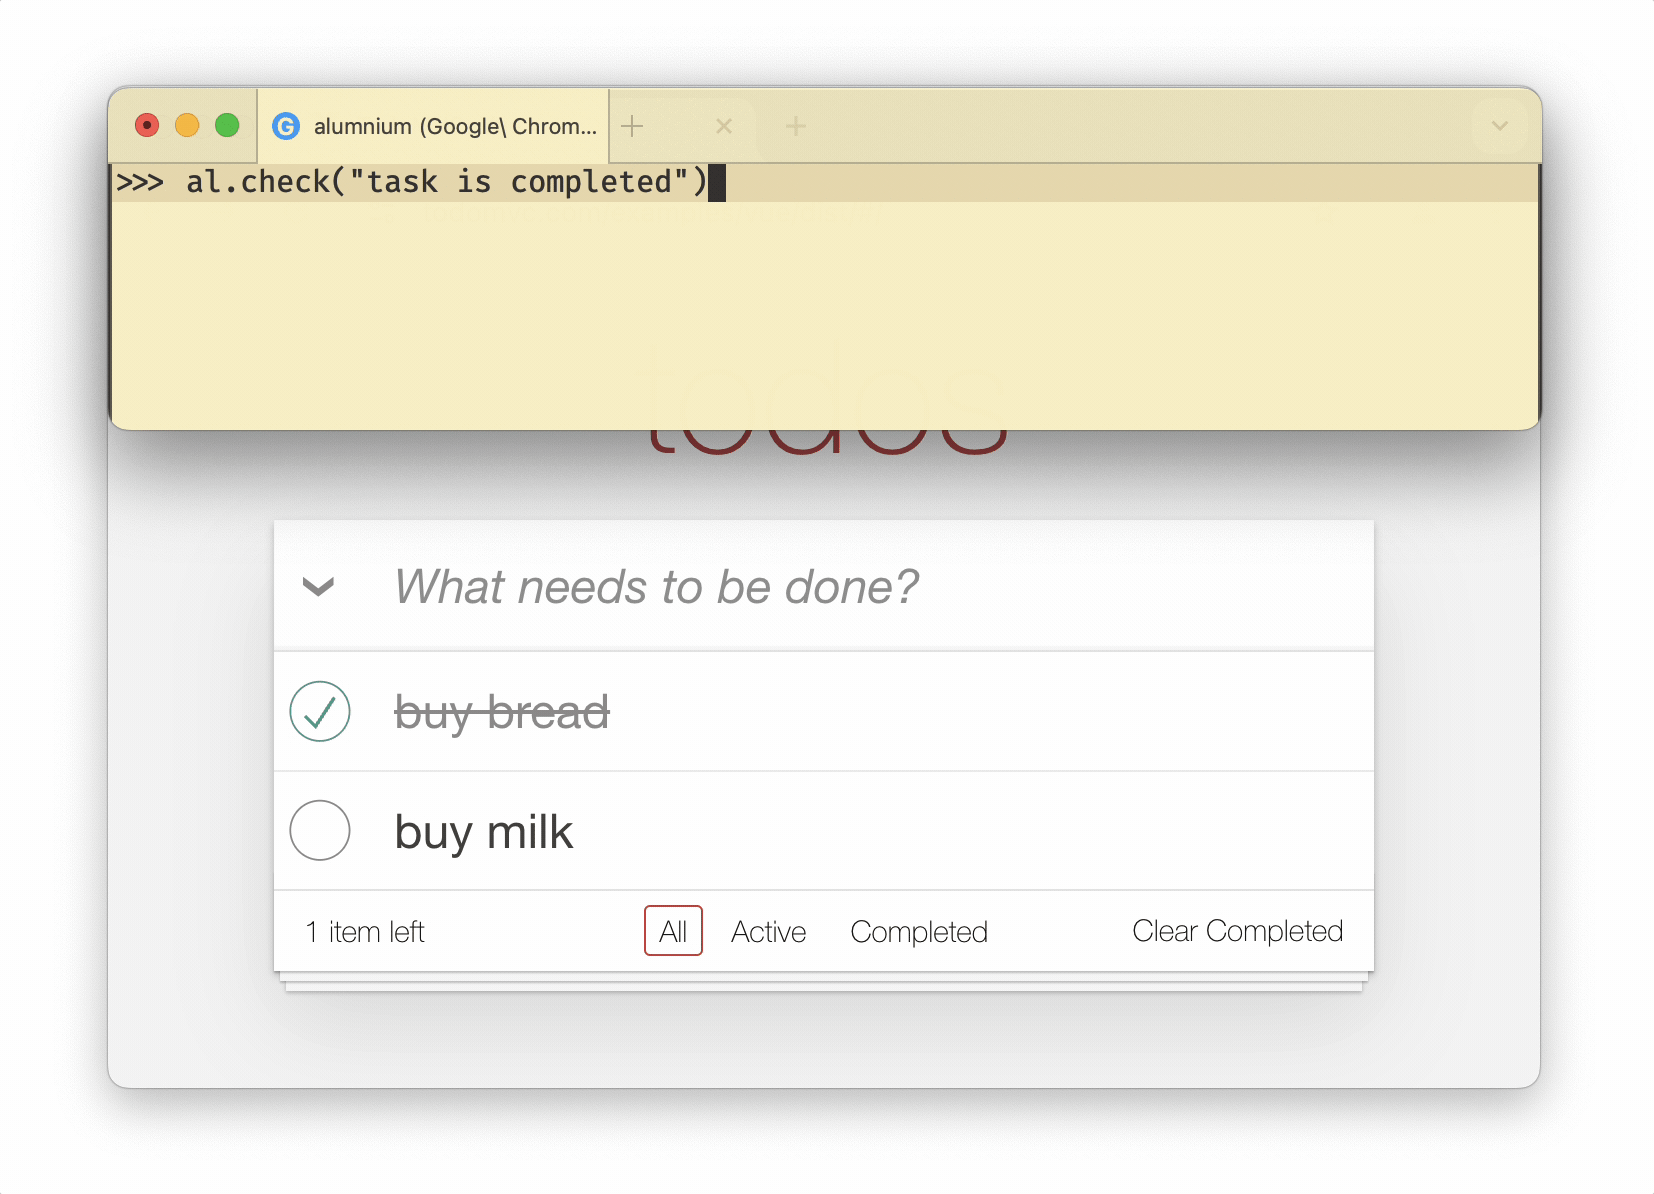 alumnium (Google\ Chrom...
>>> al.check("task is completed")
todos
What needs to be done?
buy bread
buy milk
1 item left All Active Completed Clear Completed